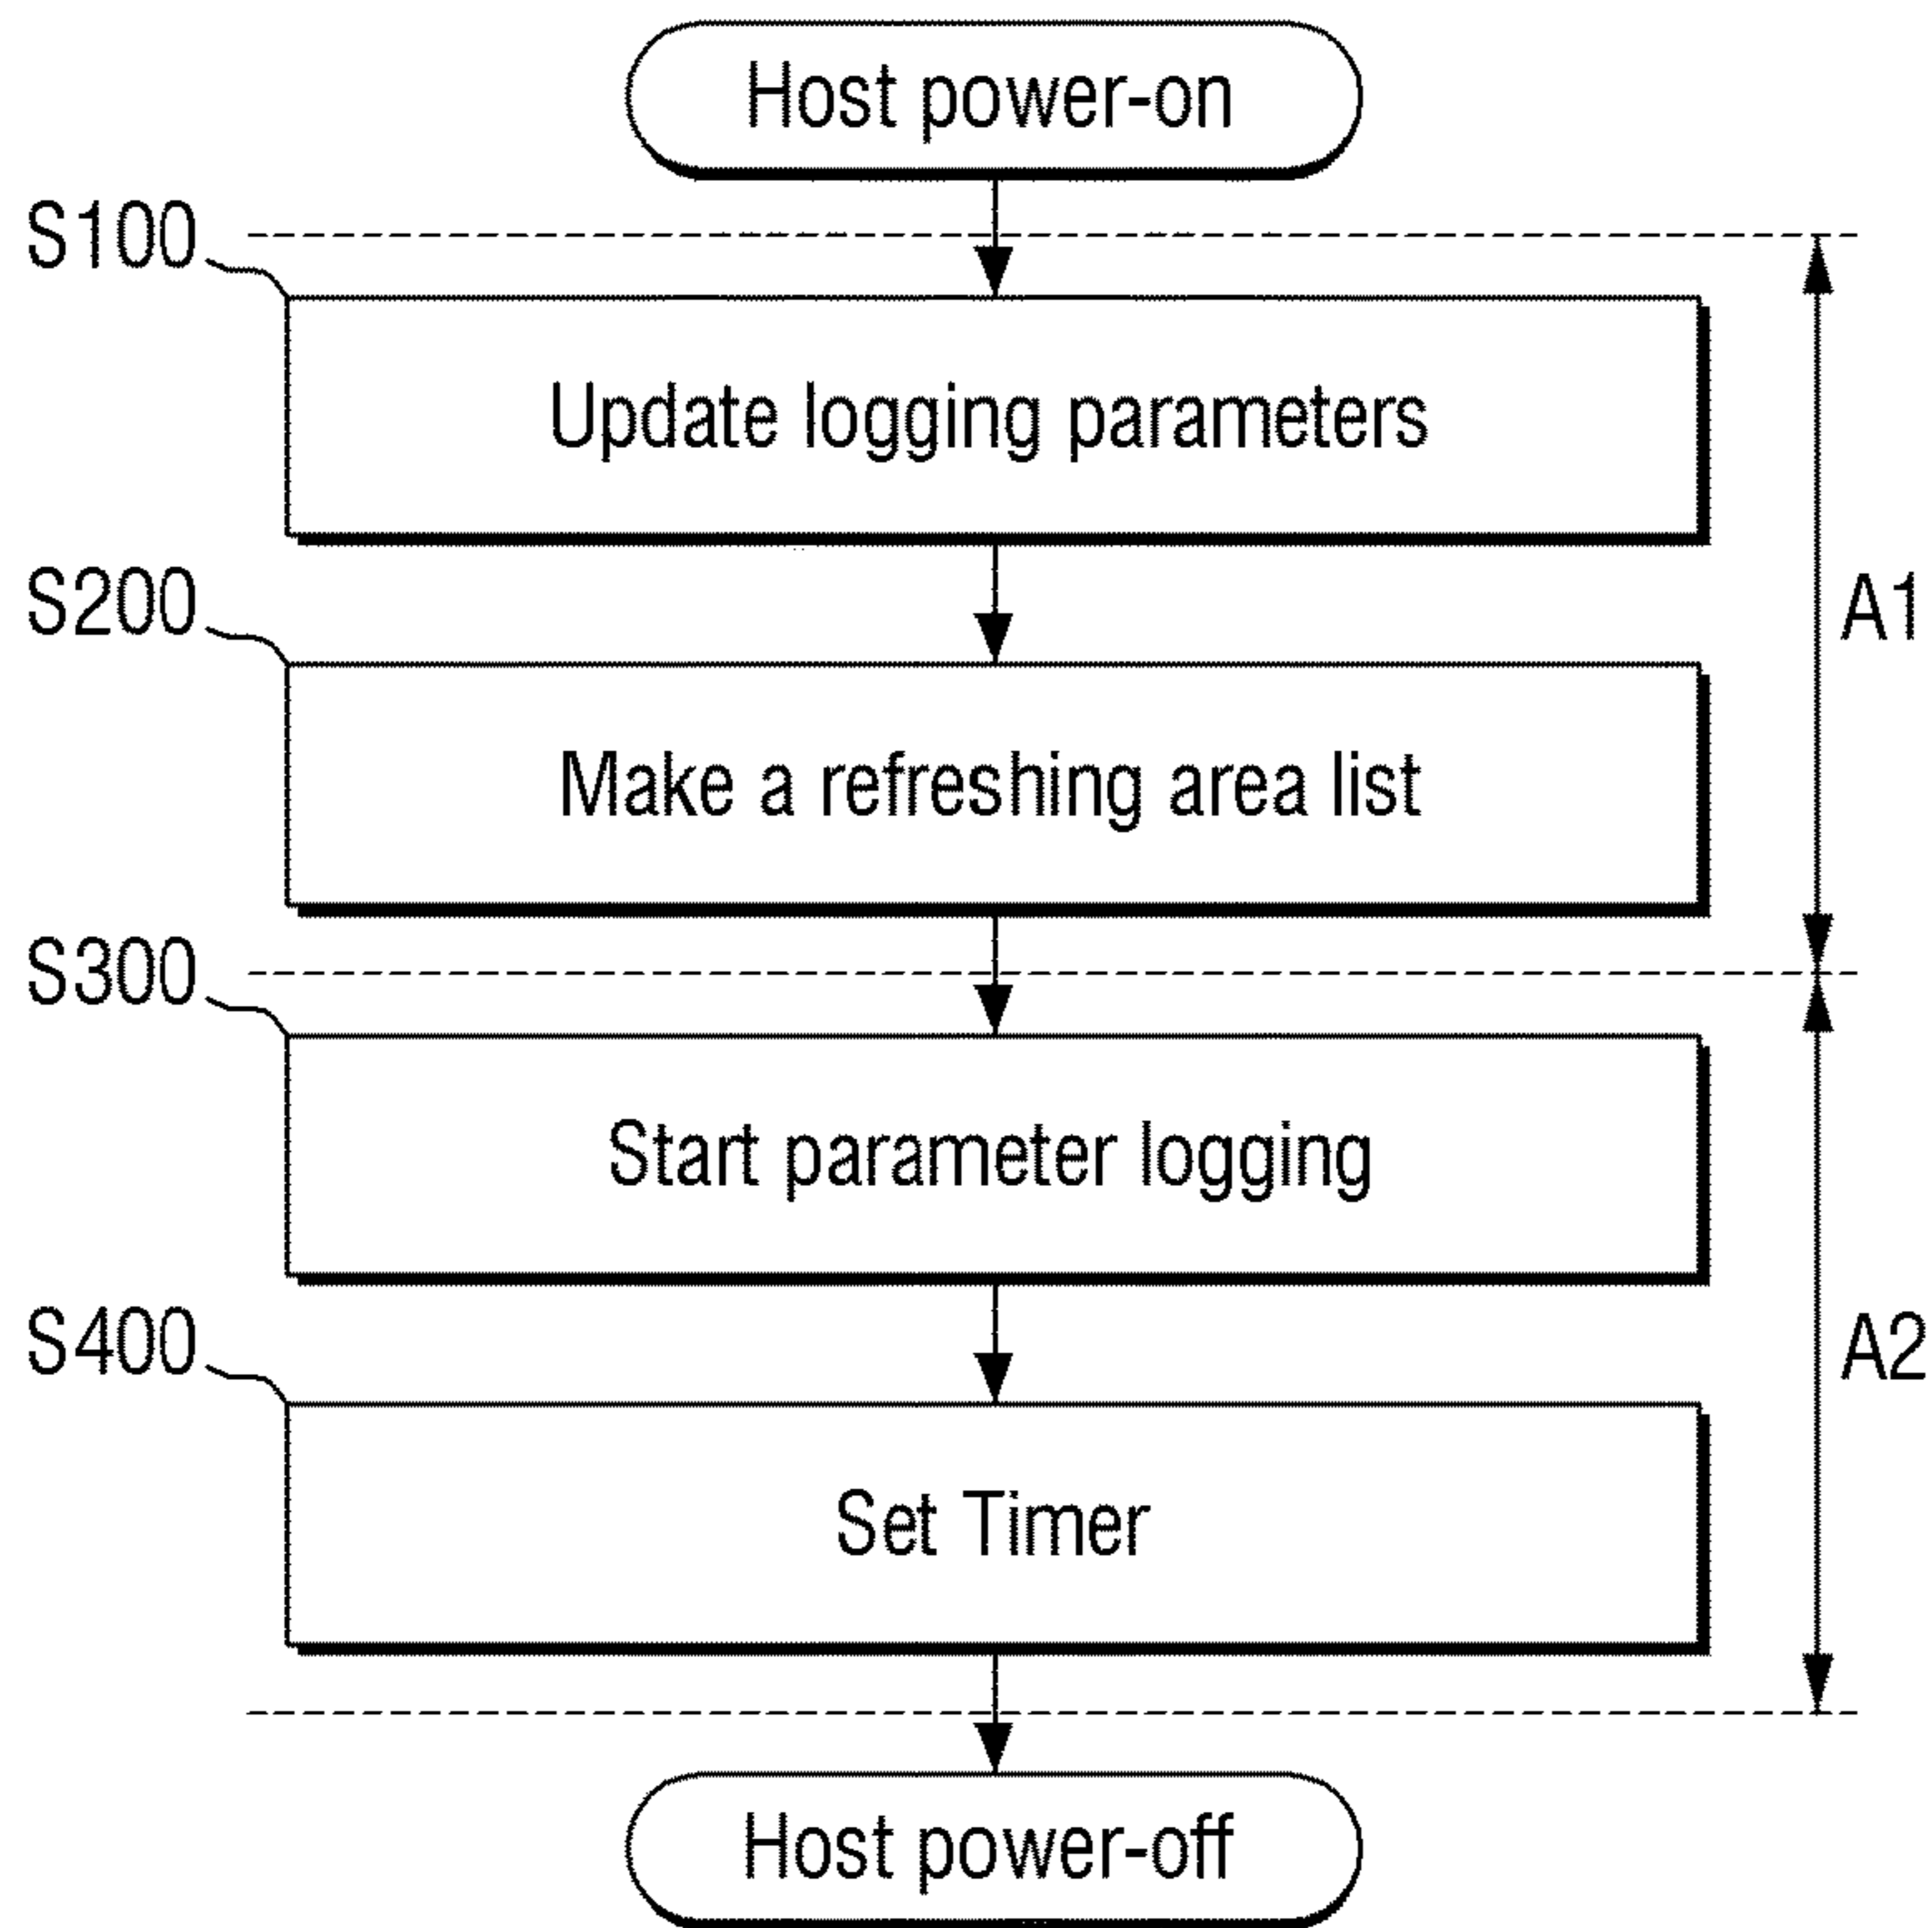 Host power-on
S100
Update logging parameters
S200
A1
Make a refreshing area list
S300
Start parameter logging
S400
A2
Set Timer
Host power-off